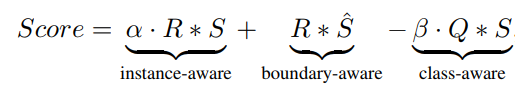 Score = α · R ∗ S + R ∗ Ŝ − β · Q ∗ S
instance-aware boundary-aware class-aware